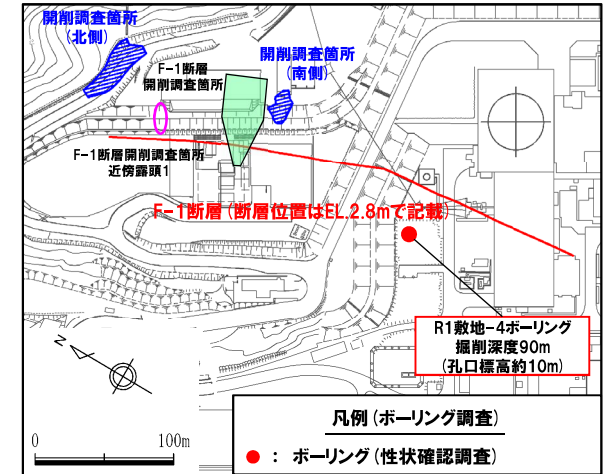 開削調査箇所
(北側)
F-1断層
開削調査箇所
開削調査箇所
(南側)
F-1断層開削調査箇所
近傍露頭1
F-1断層(断層位置はEL.2.8mで記載)
R1敷地-4ボーリング
掘削深度90m
(孔口標高約10m)
N
0 100m
凡例(ボーリング調査)
● : ボーリング(性状確認調査)